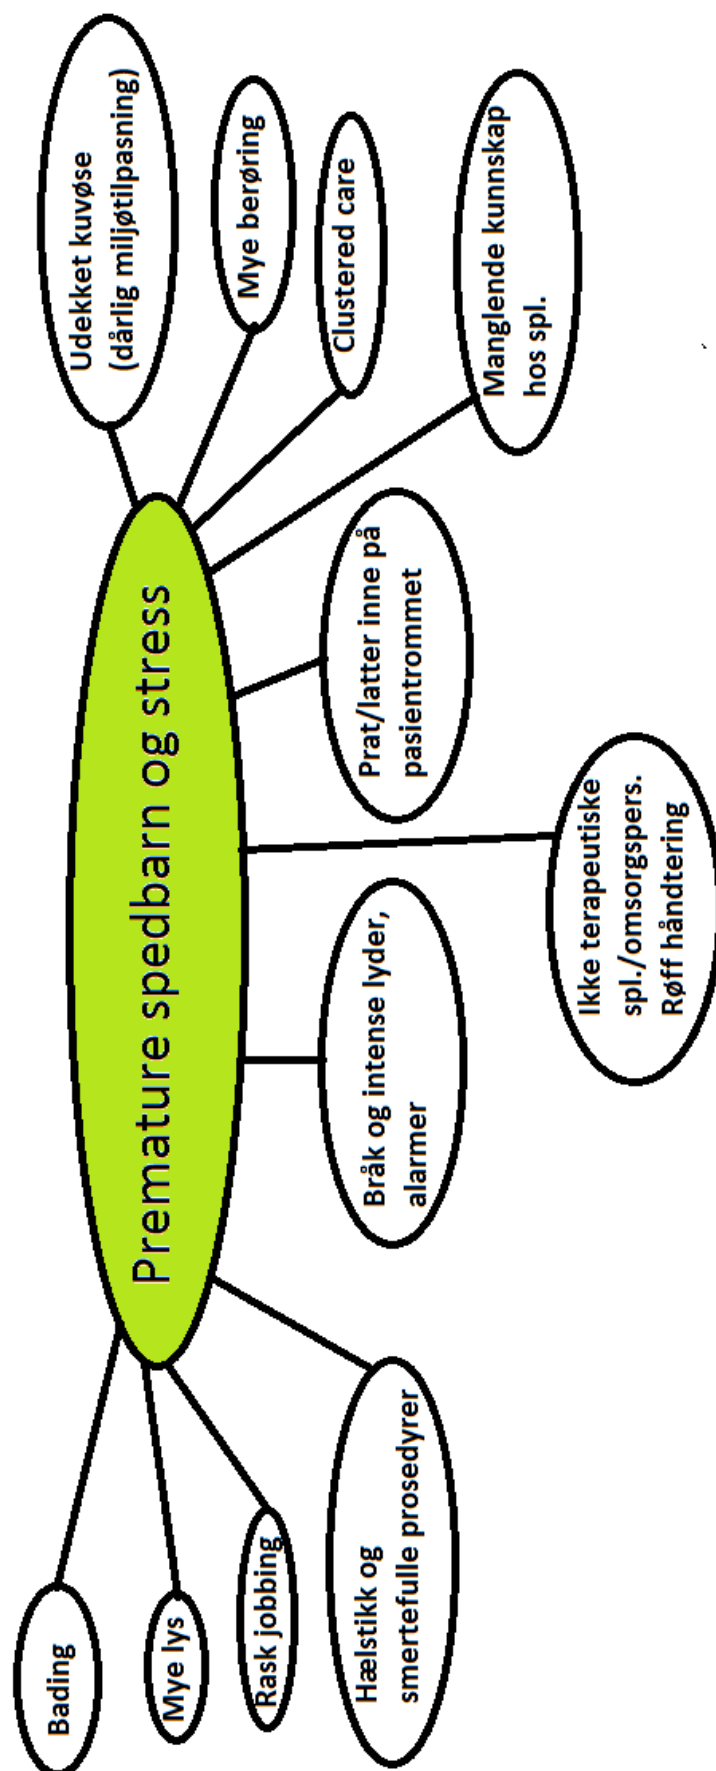 Premature spedbarn og stress
Bading
Mye lys
Rask jobbing
Hælstikk og
smertefulle prosedyrer
Bråk og intense lyder,
alarmer
Ikke terapeutiske
spl./omsorgspers.
Røff håndtering
Prat/latter inne på
pasientrommet
Manglende kunnskap
hos spl.
Clustered care
Mye berøring
Udekket kuvøse
(dårlig miljøtilpasning)